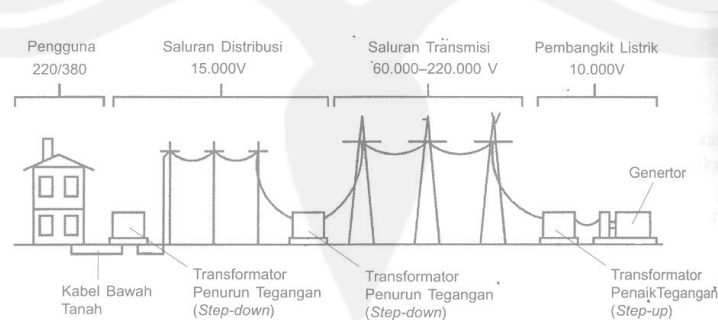 Pengguna
220/380
Saluran Distribusi
15.000V
Saluran Transmisi
60.000–220.000 V
Pembangkit Listrik
10.000V
Genertor
Kabel Bawah
Tanah
Transformator
Penurun Tegangan
(Step-down)
Transformator
Penurun Tegangan
(Step-down)
Transformator
PenaikTegangan
(Step-up)